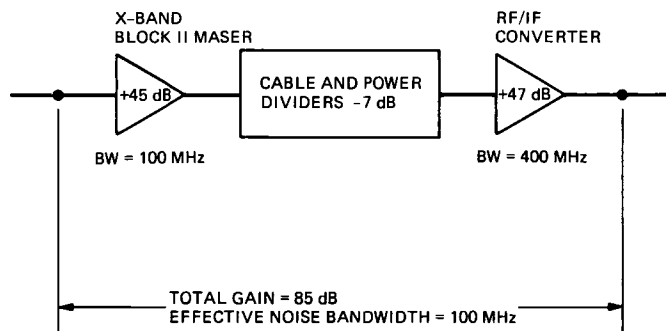 X-BAND
BLOCK II MASER
RF/IF
CONVERTER
+45 dB
CABLE AND POWER
DIVIDERS -7 dB
+47 dB
BW = 100 MHz
BW = 400 MHz
TOTAL GAIN = 85 dB
EFFECTIVE NOISE BANDWIDTH = 100 MHz